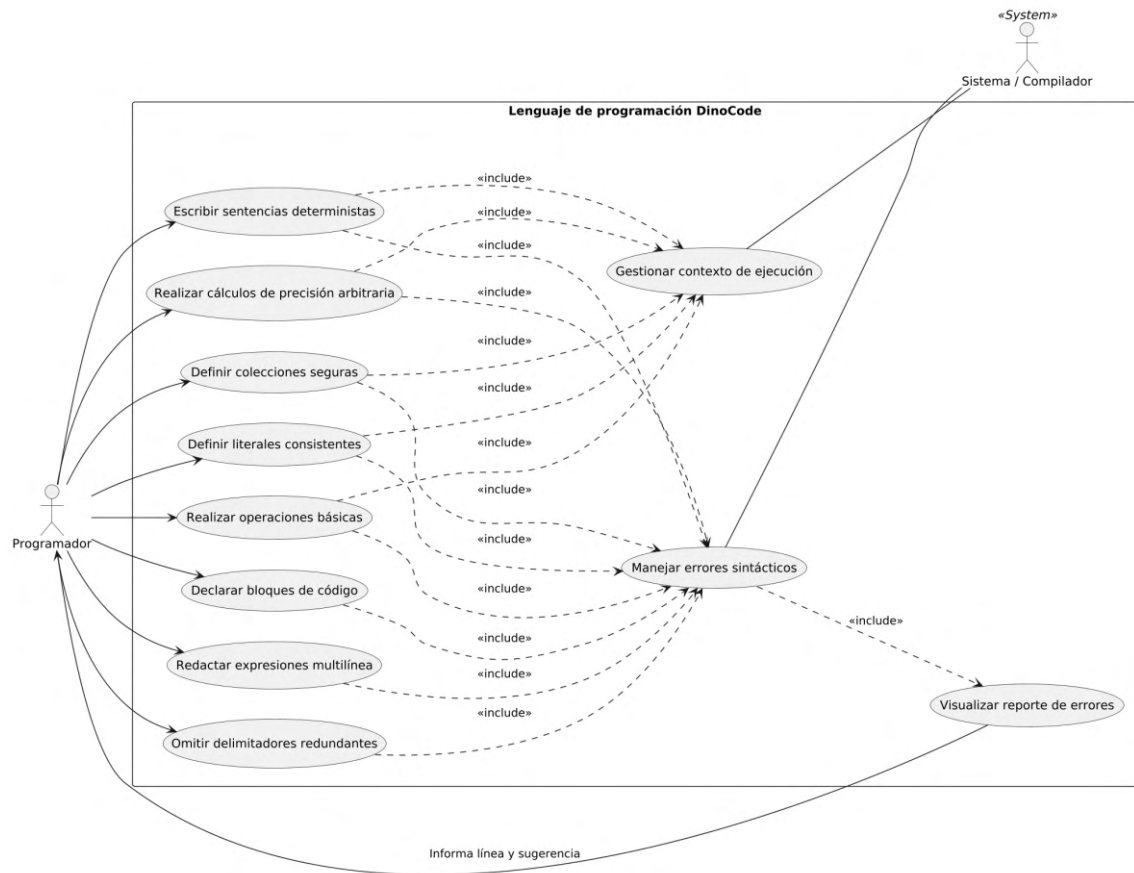 «System»
Sistema / Compilador
Lenguaje de programación DinoCode
«include»
Escribir sentencias deterministas
«include»
«include»
Gestionar contexto de ejecución
Realizar cálculos de precisión arbitraria
«include»
«include»
Definir colecciones seguras
«include»
Definir literales consistentes
«include»
«include»
Programador
Realizar operaciones básicas
«include»
Manejar errores sintácticos
Declarar bloques de código
«include»
«include»
«include»
Redactar expresiones multilínea
«include»
Visualizar reporte de errores
«include»
Omitir delimitadores redundantes
Informa línea y sugerencia